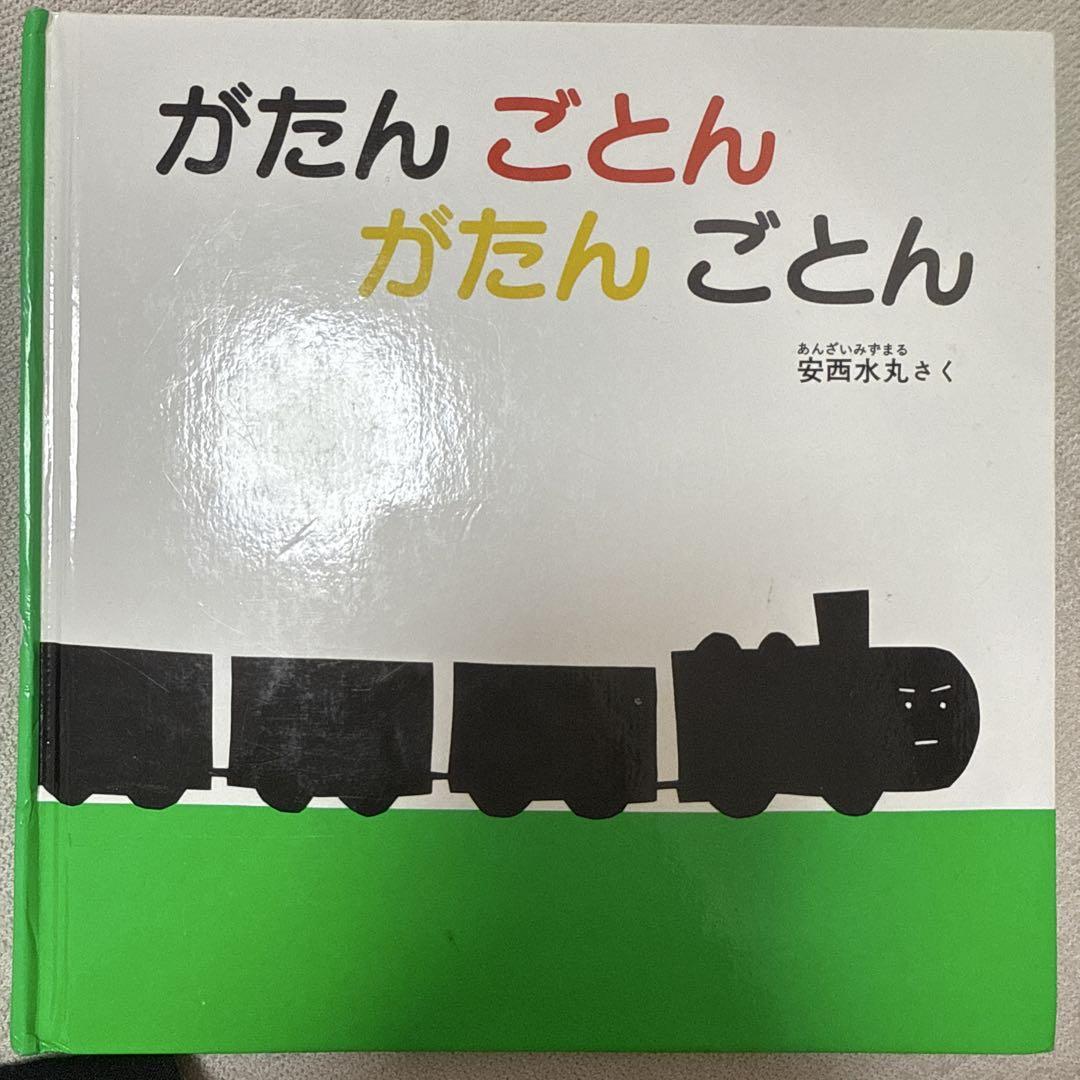 がたん ごとん
がたん ごとん
あんざいみずまる
安西水丸さく